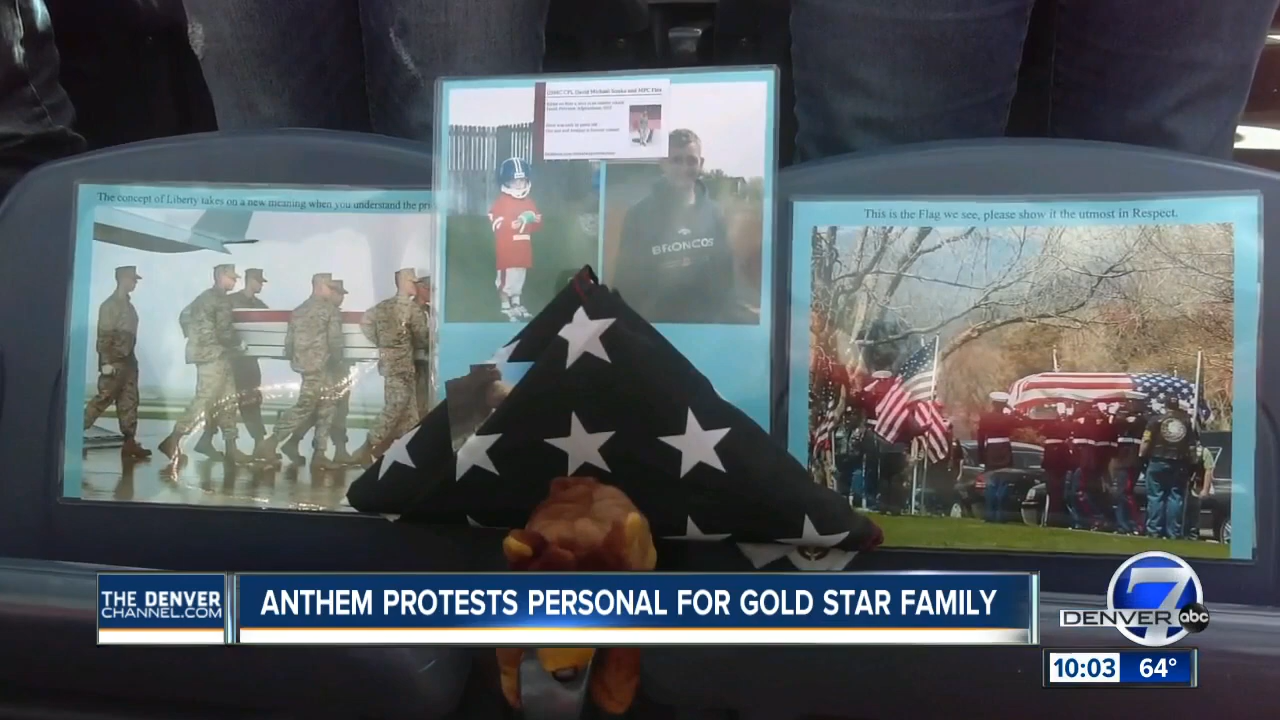 The concept of Liberty takes on a new meaning when you understand the
This is the Flag we see, please show it the utmost in Respect.
BRONCOS
THE DENVER
CHANNEL.COM
ANTHEM PROTESTS PERSONAL FOR GOLD STAR FAMILY
DENVER 7 abc
10:03 64°